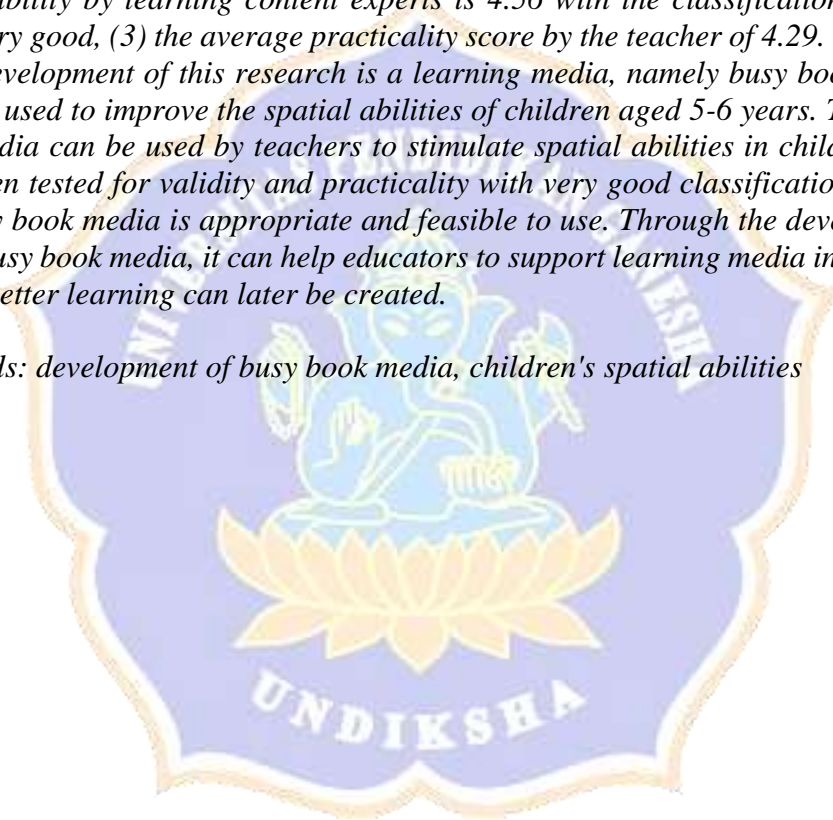 ability by learning content experts is 4.56 with the classification
ry good, (3) the average practicality score by the teacher of 4.29.
evelopment of this research is a learning media, namely busy boo
used to improve the spatial abilities of children aged 5-6 years. T
dia can be used by teachers to stimulate spatial abilities in child
en tested for validity and practicality with very good classification
y book media is appropriate and feasible to use. Through the deve
usy book media, it can help educators to support learning media in
etter learning can later be created.
ls: development of busy book media, children's spatial abilities
UNIVERSITAS PENDIDIKAN GANESHA
UNDIKSHA